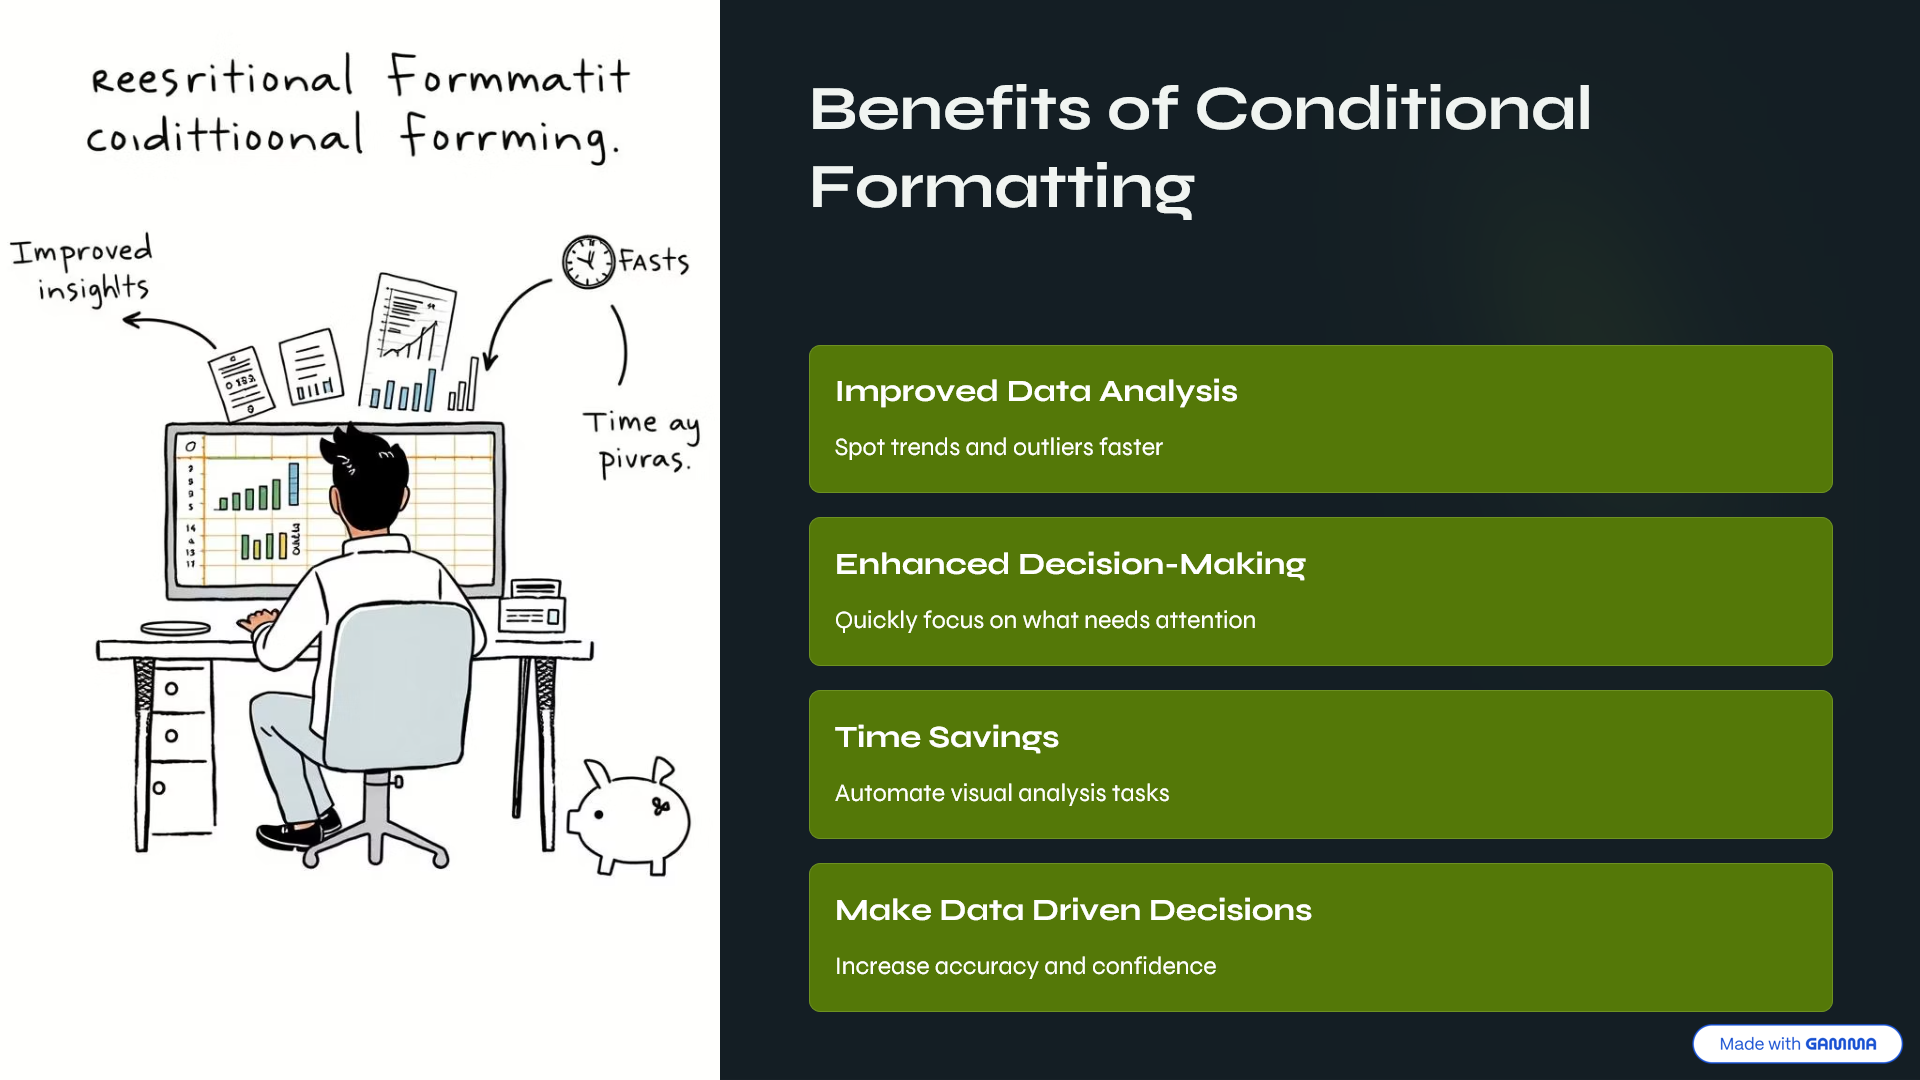 Reesritional Formmatit
coıdittioonal forrming.
Improved
insighlts
FASTS
Time ay
pivras.
Benefits of Conditional
Formatting
Improved Data Analysis
Spot trends and outliers faster
Enhanced Decision-Making
Quickly focus on what needs attention
Time Savings
Automate visual analysis tasks
Make Data Driven Decisions
Increase accuracy and confidence
Made with GAMMA